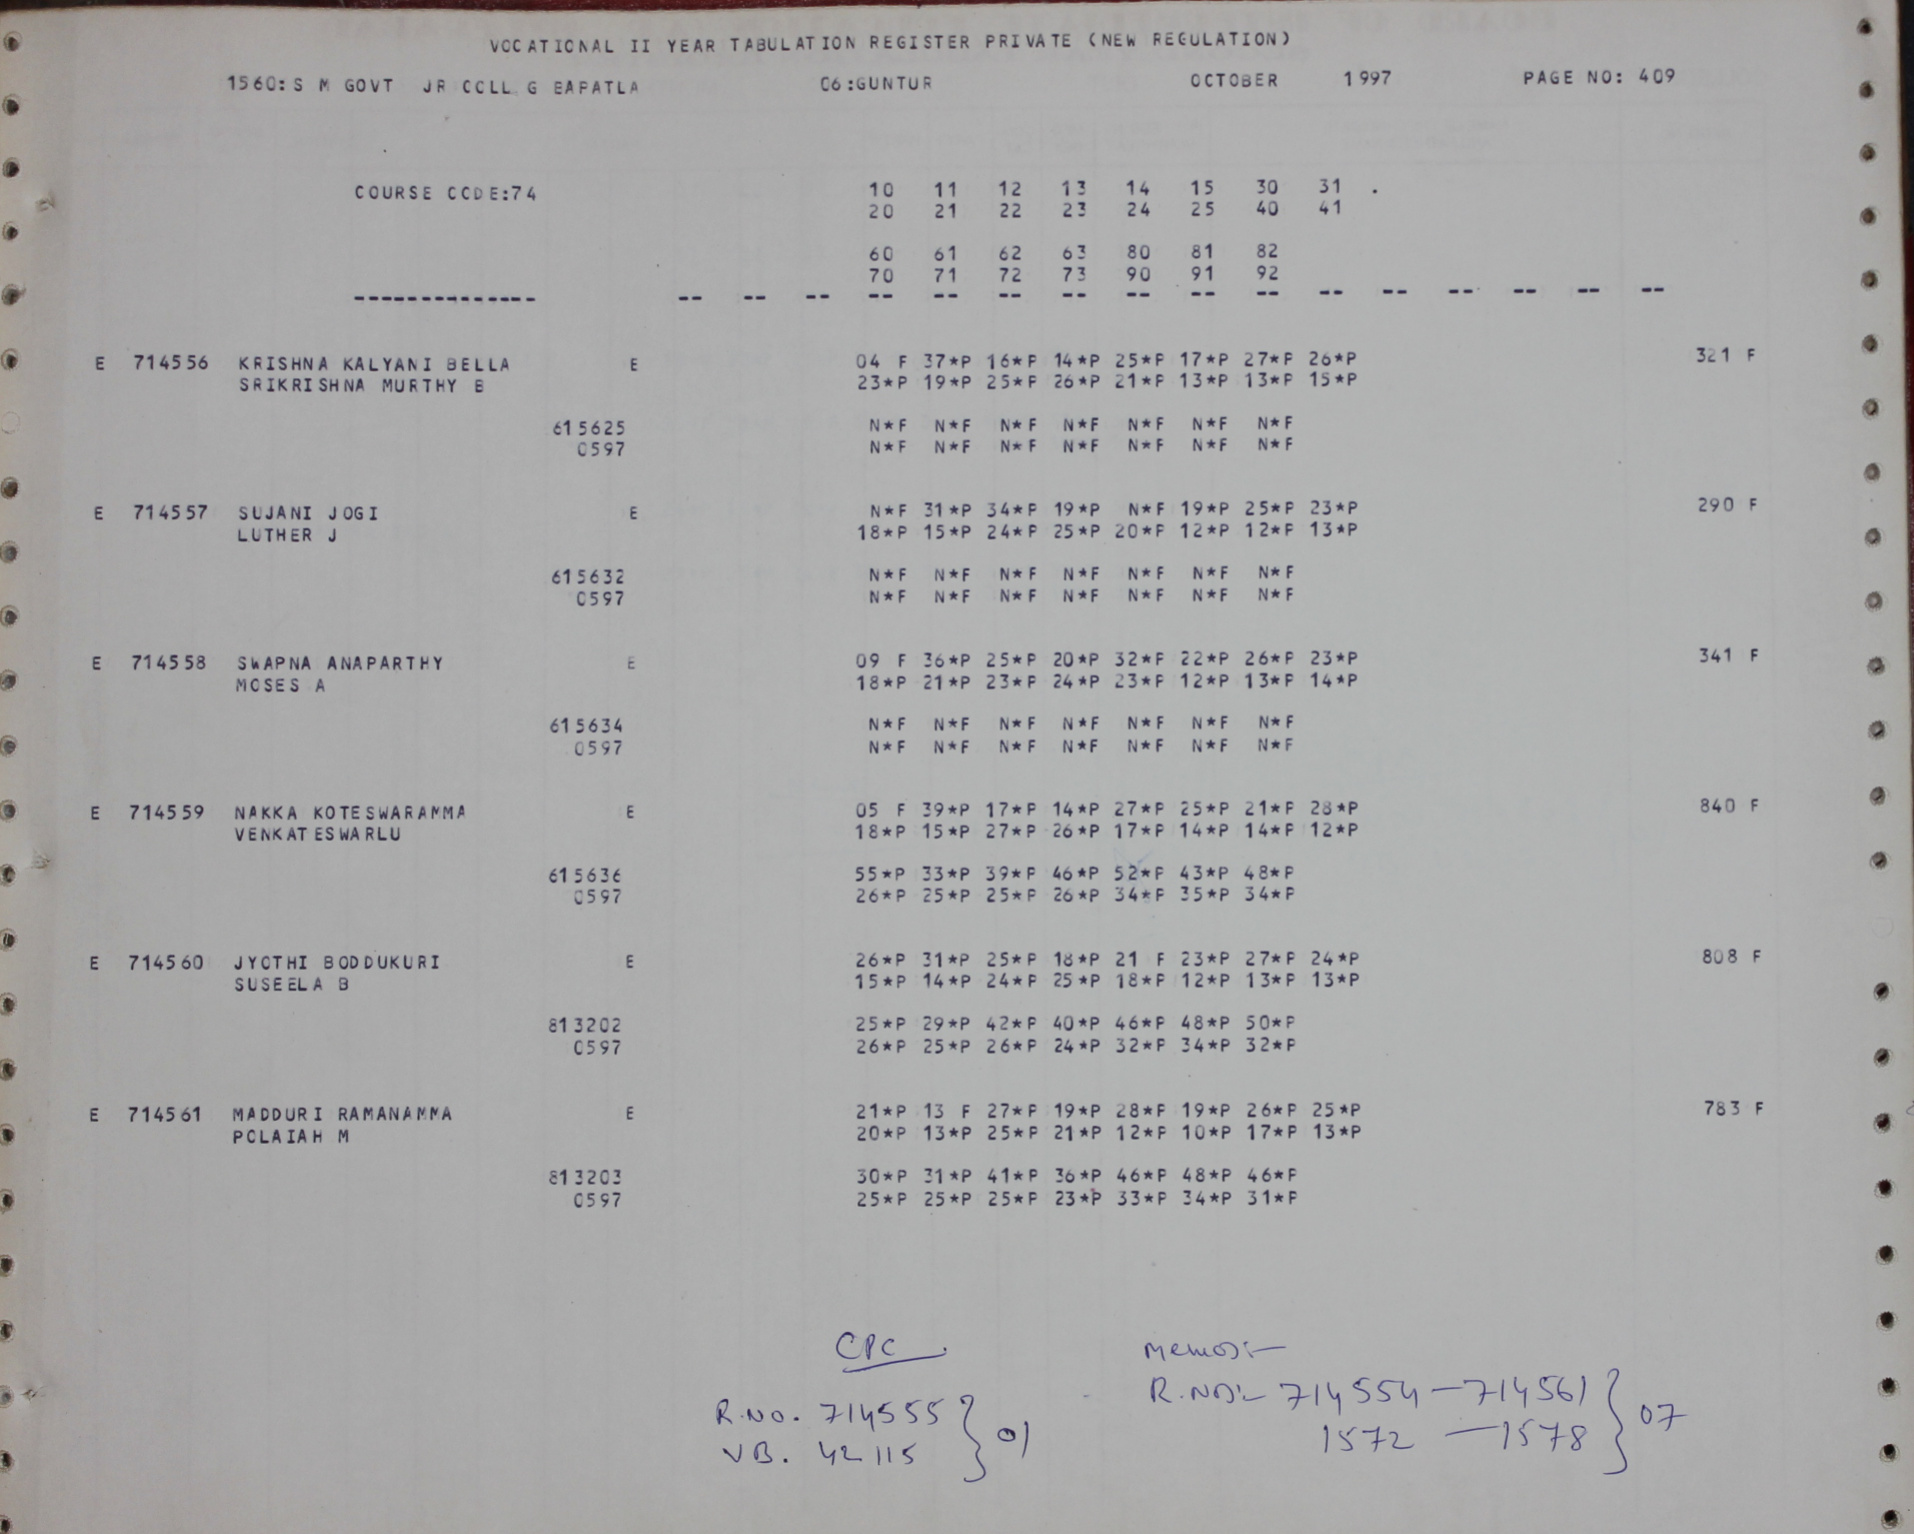 VOCATIONAL II YEAR TABULATION REGISTER PRIVATE (NEW REGULATION)
1560:S M GOVT JR COLL G BAPATLA 06:GUNTUR OCTOBER 1997 PAGE NO: 409
COURSE CODE:74 10 11 12 13 14 15 30 31 .
20 21 22 23 24 25 40 41
60 61 62 63 80 81 82
70 71 72 73 90 91 92
-------------- -- -- -- -- -- -- -- -- -- -- -- -- -- -- -- --
E 714556 KRISHNA KALYANI BELLA E 04 F 37*P 16*P 14*P 25*P 17*P 27*P 26*P 321 F
SRIKRISHNA MURTHY B 23*P 19*P 25*P 26*P 21*P 13*P 13*P 15*P
615625 N*F N*F N*F N*F N*F N*F N*F
0597 N*F N*F N*F N*F N*F N*F N*F
E 714557 SUJANI JOGI E N*F 31*P 34*P 19*P N*F 19*P 25*P 23*P 290 F
LUTHER J 18*P 15*P 24*P 25*P 20*P 12*P 12*P 13*P
615632 N*F N*F N*F N*F N*F N*F N*F
0597 N*F N*F N*F N*F N*F N*F N*F
E 714558 SWAPNA ANAPARTHY E 09 F 36*P 25*P 20*P 32*P 22*P 26*P 23*P 341 F
MOSES A 18*P 21*P 23*P 24*P 23*P 12*P 13*P 14*P
615634 N*F N*F N*F N*F N*F N*F N*F
0597 N*F N*F N*F N*F N*F N*F N*F
E 714559 NAKKA KOTESWARAMMA E 05 F 39*P 17*P 14*P 27*P 25*P 21*P 28*P 840 F
VENKATESWARLU 18*P 15*P 27*P 26*P 17*P 14*P 14*P 12*P
615636 55*P 33*P 39*P 46*P 52*P 43*P 48*P
0597 26*P 25*P 25*P 26*P 34*P 35*P 34*P
E 714560 JYOTHI BODDUKURI E 26*P 31*P 25*P 18*P 21 F 23*P 27*P 24*P 808 F
SUSEELA B 15*P 14*P 24*P 25*P 18*P 12*P 13*P 13*P
813202 25*P 29*P 42*P 40*P 46*P 48*P 50*P
0597 26*P 25*P 26*P 24*P 32*P 34*P 32*P
E 714561 MADDURI RAMANAMMA E 21*P 13 F 27*P 19*P 28*P 19*P 26*P 25*P 783 F
POLAIAH M 20*P 13*P 25*P 21*P 12*P 10*P 17*P 13*P
813203 30*P 31*P 41*P 36*P 46*P 48*P 46*P
0597 25*P 25*P 25*P 23*P 33*P 34*P 31*P
CPC Memos:-
R.No. 714555 } 01 R.NO:- 714554 - 714561 } 07
VB. 42115 1572 - 1578